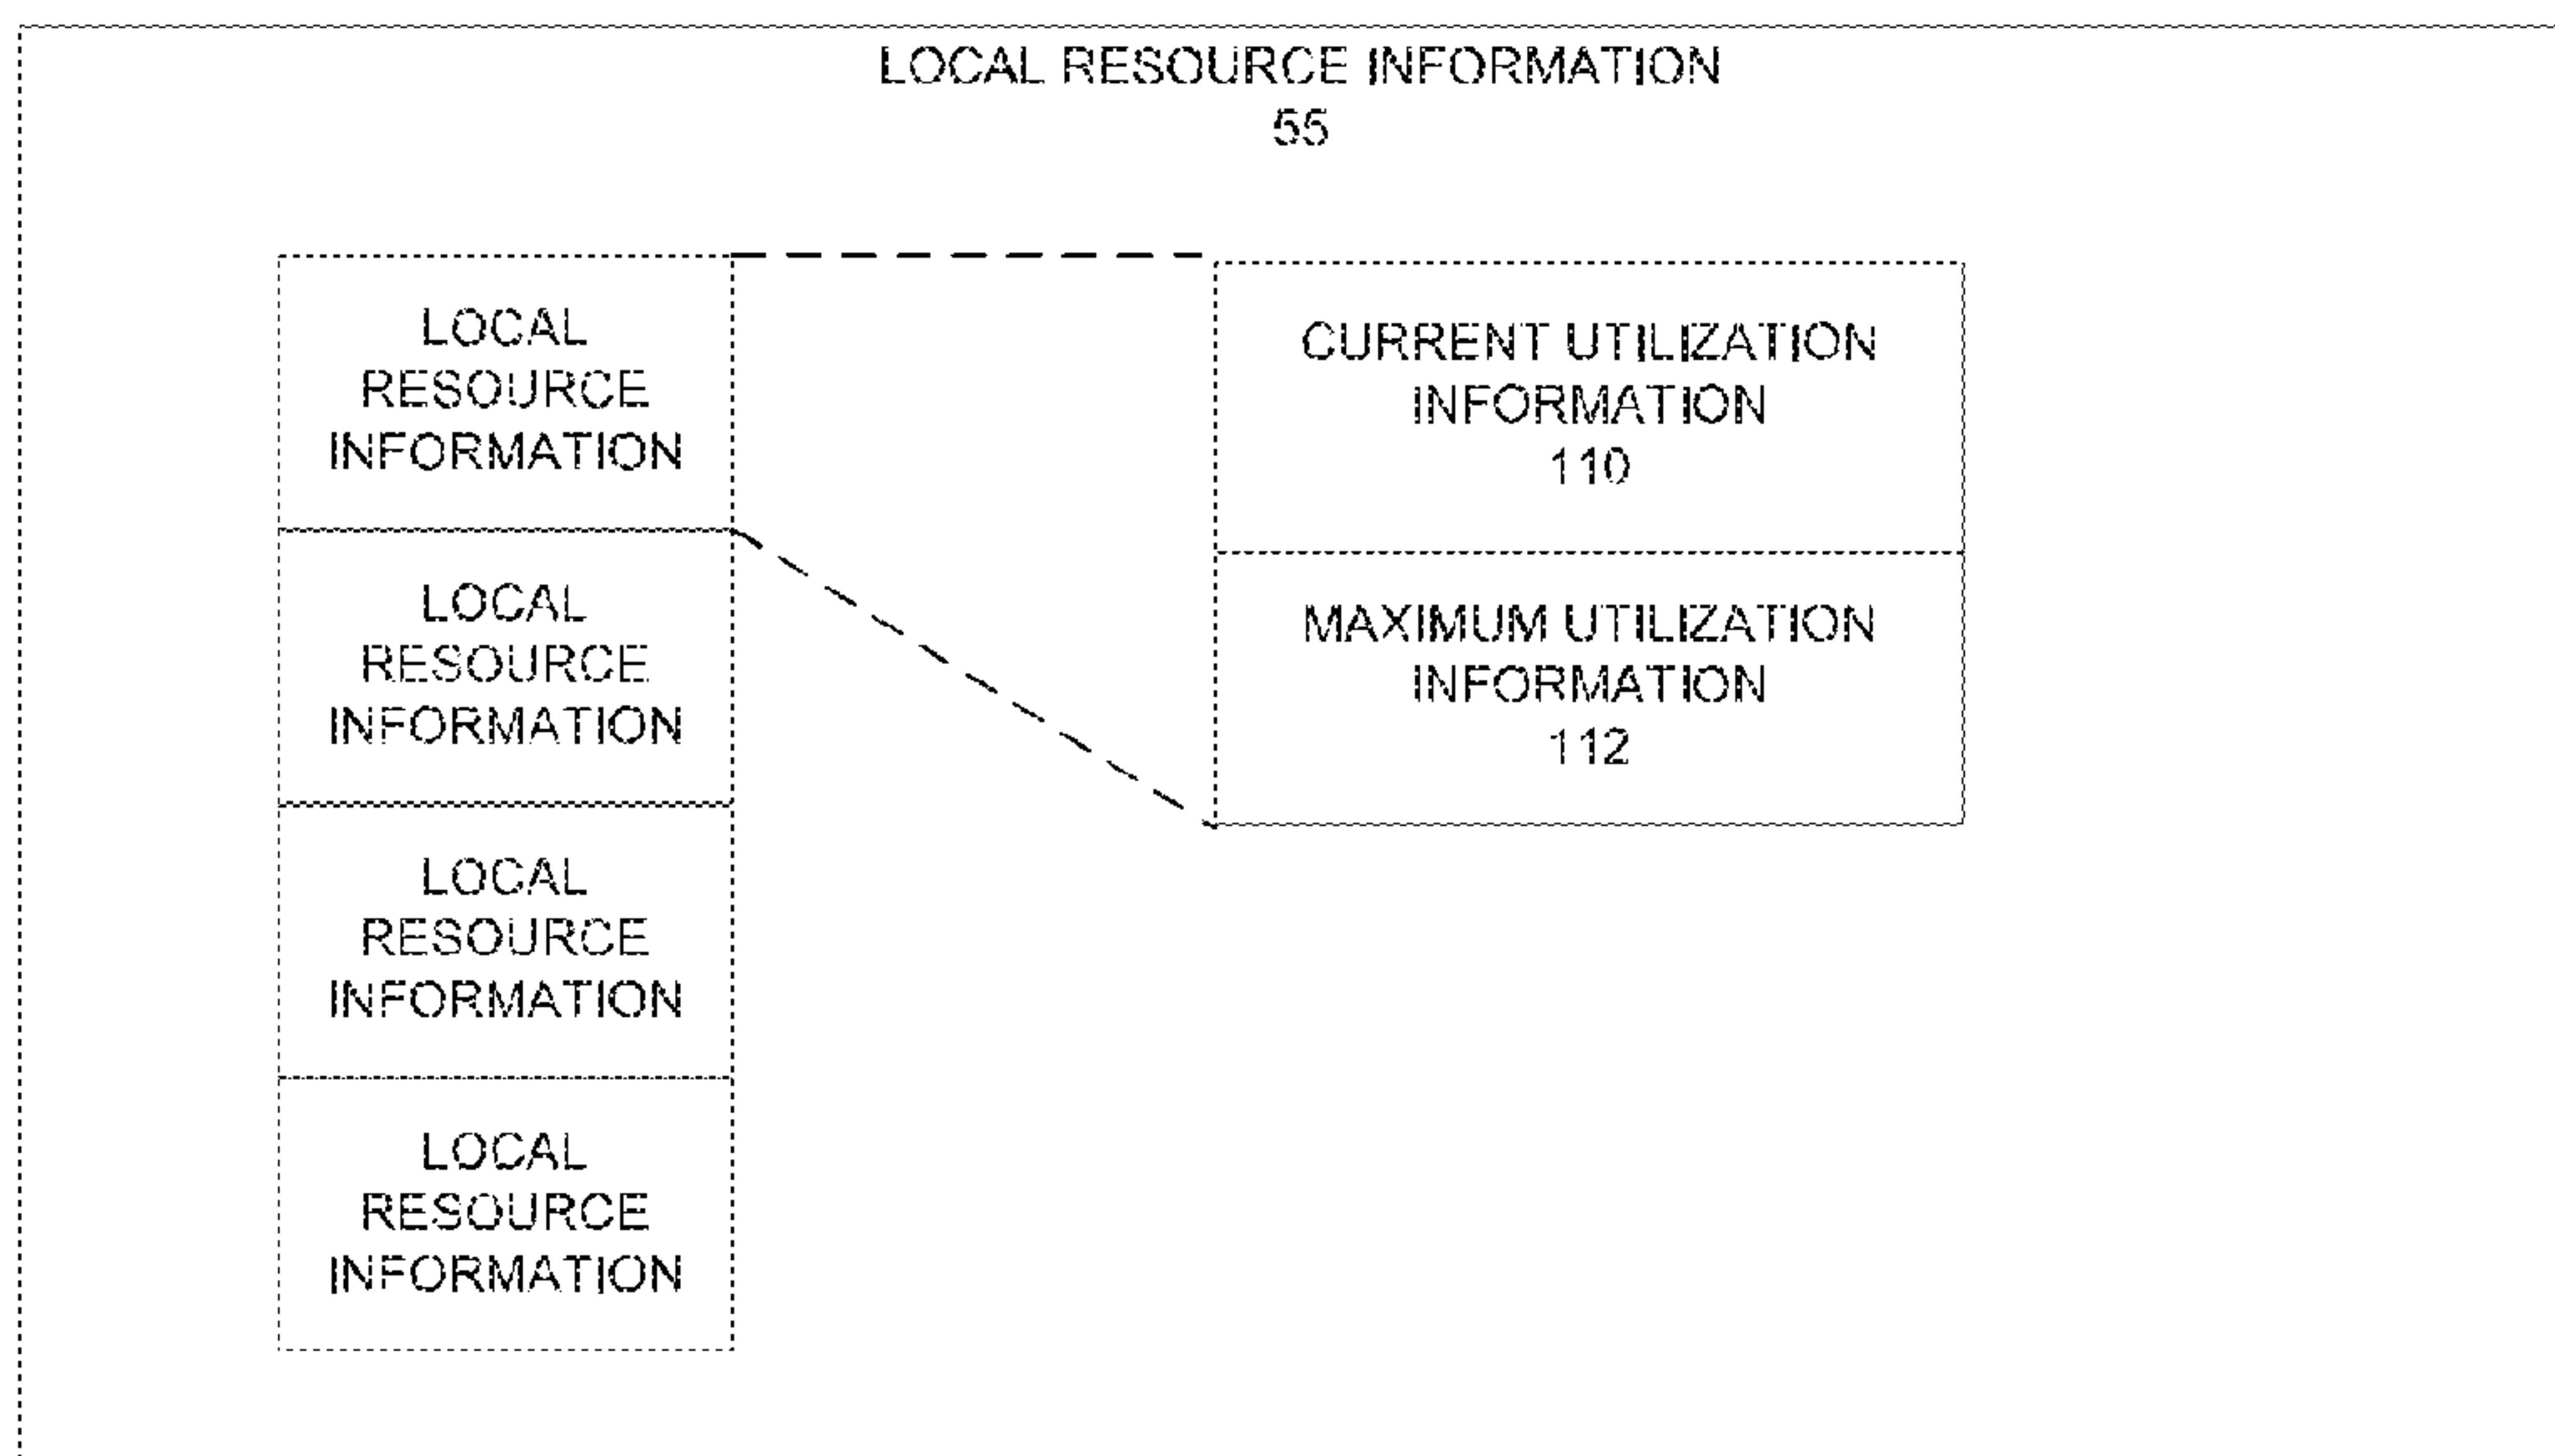 LOCAL RESOURCE INFORMATION
55
LOCAL
RESOURCE
INFORMATION
CURRENT UTILIZATION
INFORMATION
110
LOCAL
RESOURCE
INFORMATION
MAXIMUM UTILIZATION
INFORMATION
112
LOCAL
RESOURCE
INFORMATION
LOCAL
RESOURCE
INFORMATION